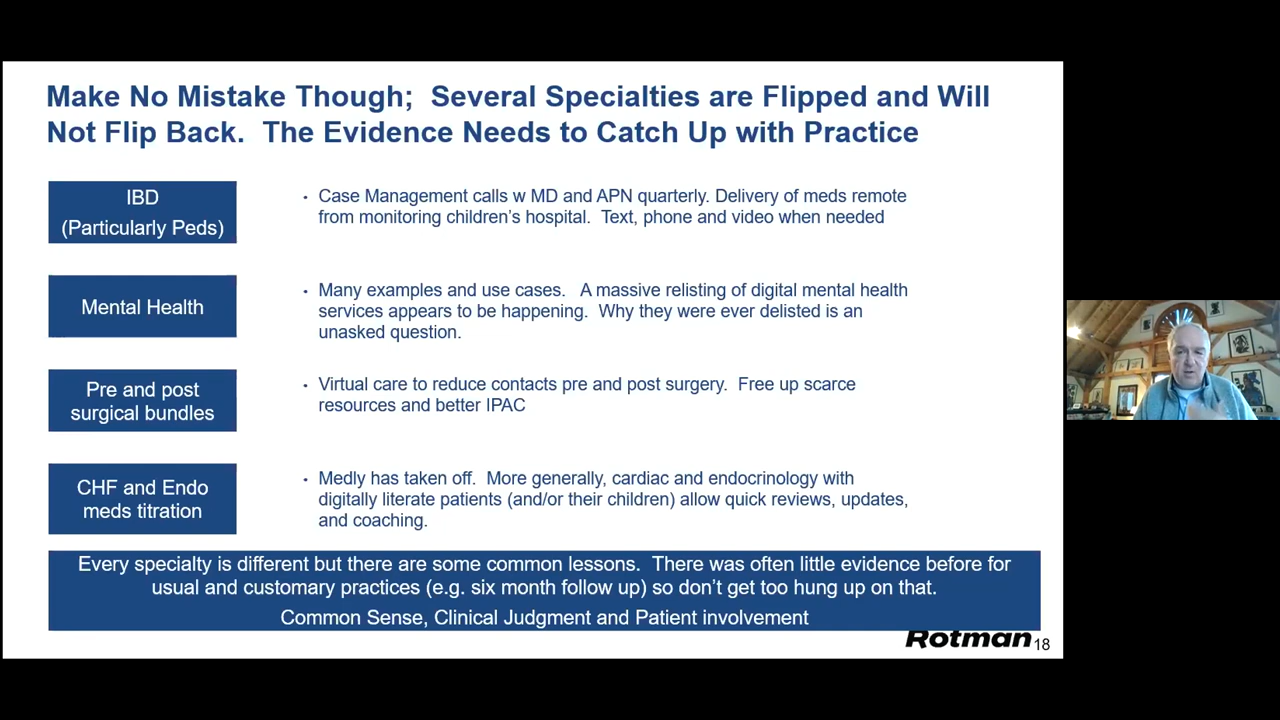 Make No Mistake Though;  Several Specialties are Flipped and Will
Not Flip Back.  The Evidence Needs to Catch Up with Practice
IBD
(Particularly Peds)
· Case Management calls w MD and APN quarterly. Delivery of meds remote
from monitoring children's hospital.  Text, phone and video when needed
Mental Health
· Many examples and use cases.   A massive relisting of digital mental health
services appears to be happening.  Why they were ever delisted is an
unasked question.
Pre and post
surgical bundles
· Virtual care to reduce contacts pre and post surgery.  Free up scarce
resources and better IPAC
CHF and Endo
meds titration
· Medly has taken off.  More generally, cardiac and endocrinology with
digitally literate patients (and/or their children) allow quick reviews, updates,
and coaching.
Every specialty is different but there are some common lessons.  There was often little evidence before for
usual and customary practices (e.g. six month follow up) so don't get too hung up on that.
Common Sense, Clinical Judgment and Patient involvement
Rotman 18